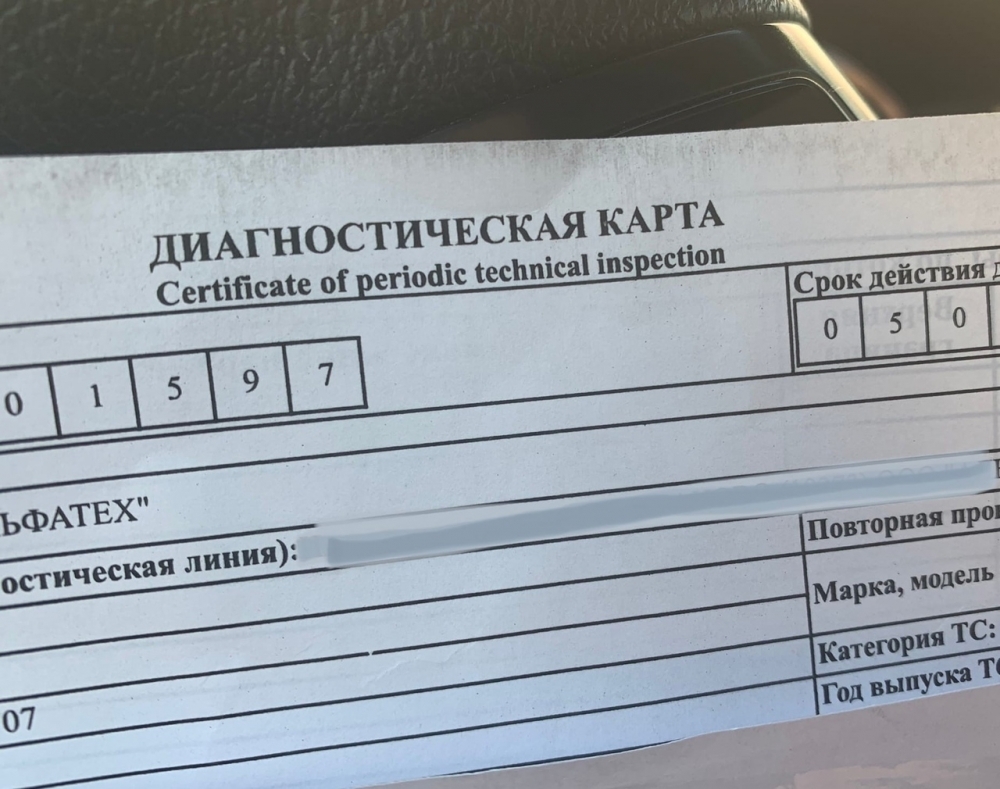 ДИАГНОСТИЧЕСКАЯ КАРТА
Certificate of periodic technical inspection
Срок действия
0 5 0
0 1 5 9 7
ЬФАТЕХ"
остическая линия):
Повторная
Марка, модель
Категория ТС:
07
Год выпуска